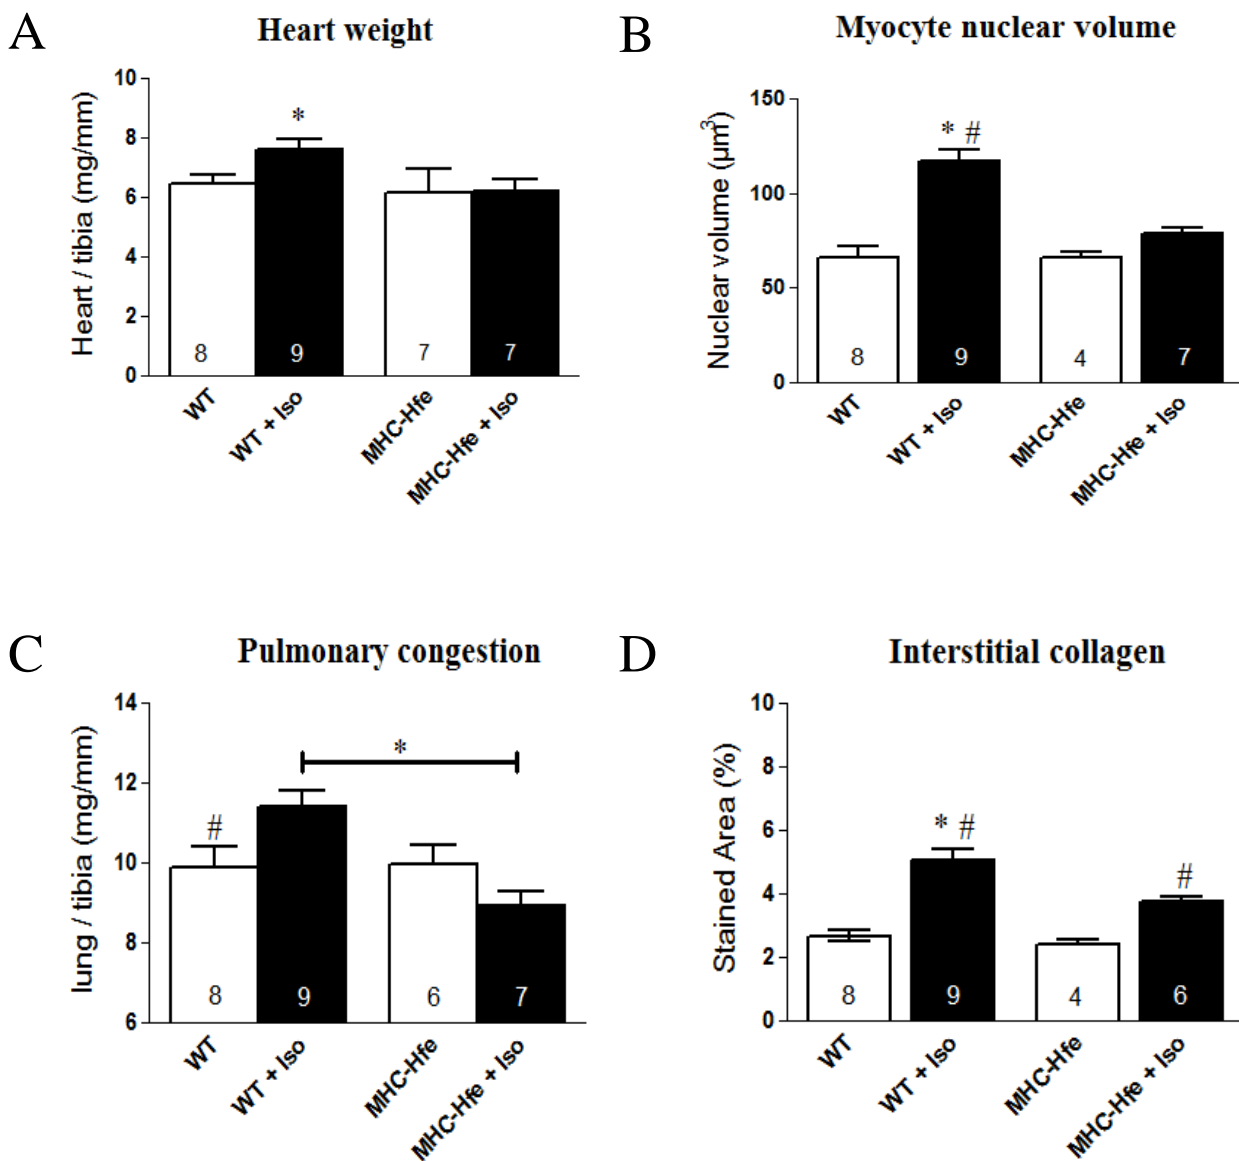 A
Heart weight
Heart / tibia (mg/mm)
10
8
6
4
2
0
*
8
9
7
7
WT
WT + Iso
MHC-Hfe
MHC-Hfe + Iso
B
Myocyte nuclear volume
Nuclear volume (µm³)
150
100
50
0
* #
8
9
4
7
WT
WT + Iso
MHC-Hfe
MHC-Hfe + Iso
C
Pulmonary congestion
lung / tibia (mg/mm)
14
12
10
8
6
*
#
8
9
6
7
WT
WT + Iso
MHC-Hfe
MHC-Hfe + Iso
D
Interstitial collagen
Stained Area (%)
10
8
6
4
2
0
* #
#
8
9
4
6
WT
WT + Iso
MHC-Hfe
MHC-Hfe + Iso